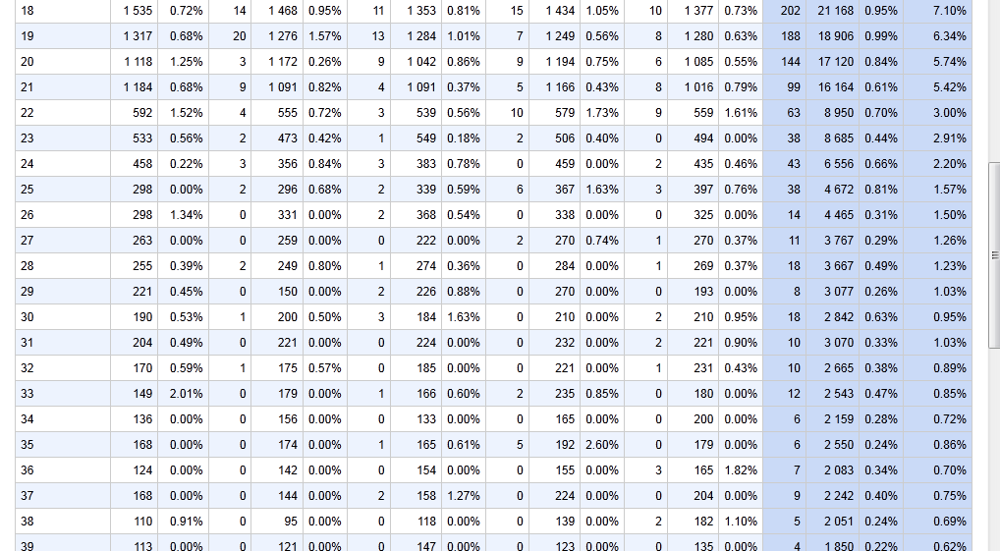 18 1 535 0.72% 14 1 468 0.95% 11 1 353 0.81% 15 1 434 1.05% 10 1 377 0.73% 202 21 168 0.95% 7.10%
19 1 317 0.68% 20 1 276 1.57% 13 1 284 1.01% 7 1 249 0.56% 8 1 280 0.63% 188 18 906 0.99% 6.34%
20 1 118 1.25% 3 1 172 0.26% 9 1 042 0.86% 9 1 194 0.75% 6 1 085 0.55% 144 17 120 0.84% 5.74%
21 1 184 0.68% 9 1 091 0.82% 4 1 091 0.37% 5 1 166 0.43% 8 1 016 0.79% 99 16 164 0.61% 5.42%
22 592 1.52% 4 555 0.72% 3 539 0.56% 10 579 1.73% 9 559 1.61% 63 8 950 0.70% 3.00%
23 533 0.56% 2 473 0.42% 1 549 0.18% 2 506 0.40% 0 494 0.00% 38 8 685 0.44% 2.91%
24 458 0.22% 3 356 0.84% 3 383 0.78% 0 459 0.00% 2 435 0.46% 43 6 556 0.66% 2.20%
25 298 0.00% 2 296 0.68% 2 339 0.59% 6 367 1.63% 3 397 0.76% 38 4 672 0.81% 1.57%
26 298 1.34% 0 331 0.00% 2 368 0.54% 0 338 0.00% 0 325 0.00% 14 4 465 0.31% 1.50%
27 263 0.00% 0 259 0.00% 0 222 0.00% 2 270 0.74% 1 270 0.37% 11 3 767 0.29% 1.26%
28 255 0.39% 2 249 0.80% 1 274 0.36% 0 284 0.00% 1 269 0.37% 18 3 667 0.49% 1.23%
29 221 0.45% 0 150 0.00% 2 226 0.88% 0 270 0.00% 0 193 0.00% 8 3 077 0.26% 1.03%
30 190 0.53% 1 200 0.50% 3 184 1.63% 0 210 0.00% 2 210 0.95% 18 2 842 0.63% 0.95%
31 204 0.49% 0 221 0.00% 0 224 0.00% 0 232 0.00% 2 221 0.90% 10 3 070 0.33% 1.03%
32 170 0.59% 1 175 0.57% 0 185 0.00% 0 221 0.00% 1 231 0.43% 10 2 665 0.38% 0.89%
33 149 2.01% 0 179 0.00% 1 166 0.60% 2 235 0.85% 0 180 0.00% 12 2 543 0.47% 0.85%
34 136 0.00% 0 156 0.00% 0 133 0.00% 0 165 0.00% 0 200 0.00% 6 2 159 0.28% 0.72%
35 168 0.00% 0 174 0.00% 1 165 0.61% 5 192 2.60% 0 179 0.00% 6 2 550 0.24% 0.86%
36 124 0.00% 0 142 0.00% 0 154 0.00% 0 155 0.00% 3 165 1.82% 7 2 083 0.34% 0.70%
37 168 0.00% 0 144 0.00% 2 158 1.27% 0 224 0.00% 0 204 0.00% 9 2 242 0.40% 0.75%
38 110 0.91% 0 95 0.00% 0 118 0.00% 0 139 0.00% 2 182 1.10% 5 2 051 0.24% 0.69%
39 113 0.00% 0 121 0.00% 0 147 0.00% 0 123 0.00% 0 135 0.00% 4 1 850 0.22% 0.62%